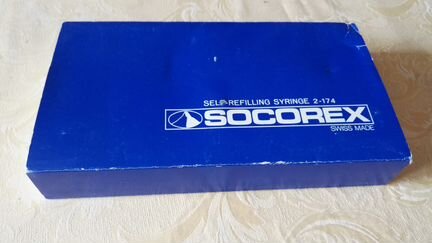 SELF-REFILLING SYRINGE 2-174
SOCOREX
SWISS MADE